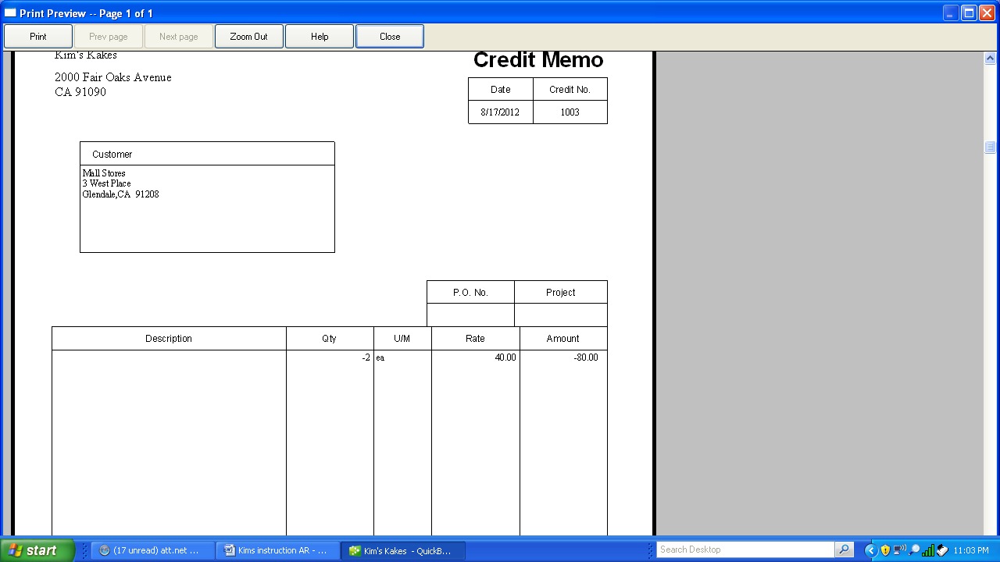 Print Preview -- Page 1 of 1
Print Prev page Next page Zoom Out Help Close
Kim's Kakes
Credit Memo
2000 Fair Oaks Avenue
CA 91090
Date Credit No.
8/17/2012 1003
Customer
Mall Stores
3 West Place
Glendale,CA 91208
P.O. No. Project
Description Qty U/M Rate Amount
-2 ea 40.00 -80.00
start (17 unread) att.net ... Kims instruction AR - ... Kim's Kakes - QuickB... Search Desktop 11:03 PM